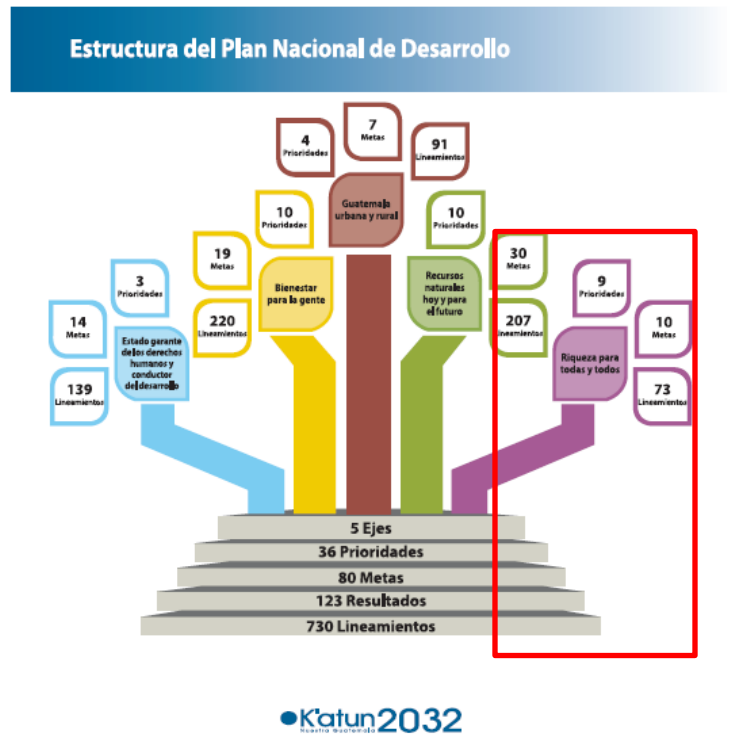 Estructura del Plan Nacional de Desarrollo
4
Prioridades
7
Metas
91
Lineamientos
Guatemala
urbana y rural
10
Prioridades
19
Metas
220
Lineamientos
Bienestar
para la gente
10
Prioridades
30
Metas
207
Lineamientos
Recursos
naturales
hoy y para
el futuro
3
Prioridades
14
Metas
139
Lineamientos
Estado garante
de los derechos
humanos y
conductor
del desarrollo
9
Prioridades
10
Metas
73
Lineamientos
Riqueza para
todas y todos
5 Ejes
36 Prioridades
80 Metas
123 Resultados
730 Lineamientos
K'atun 2032
Nuestra Guatemala